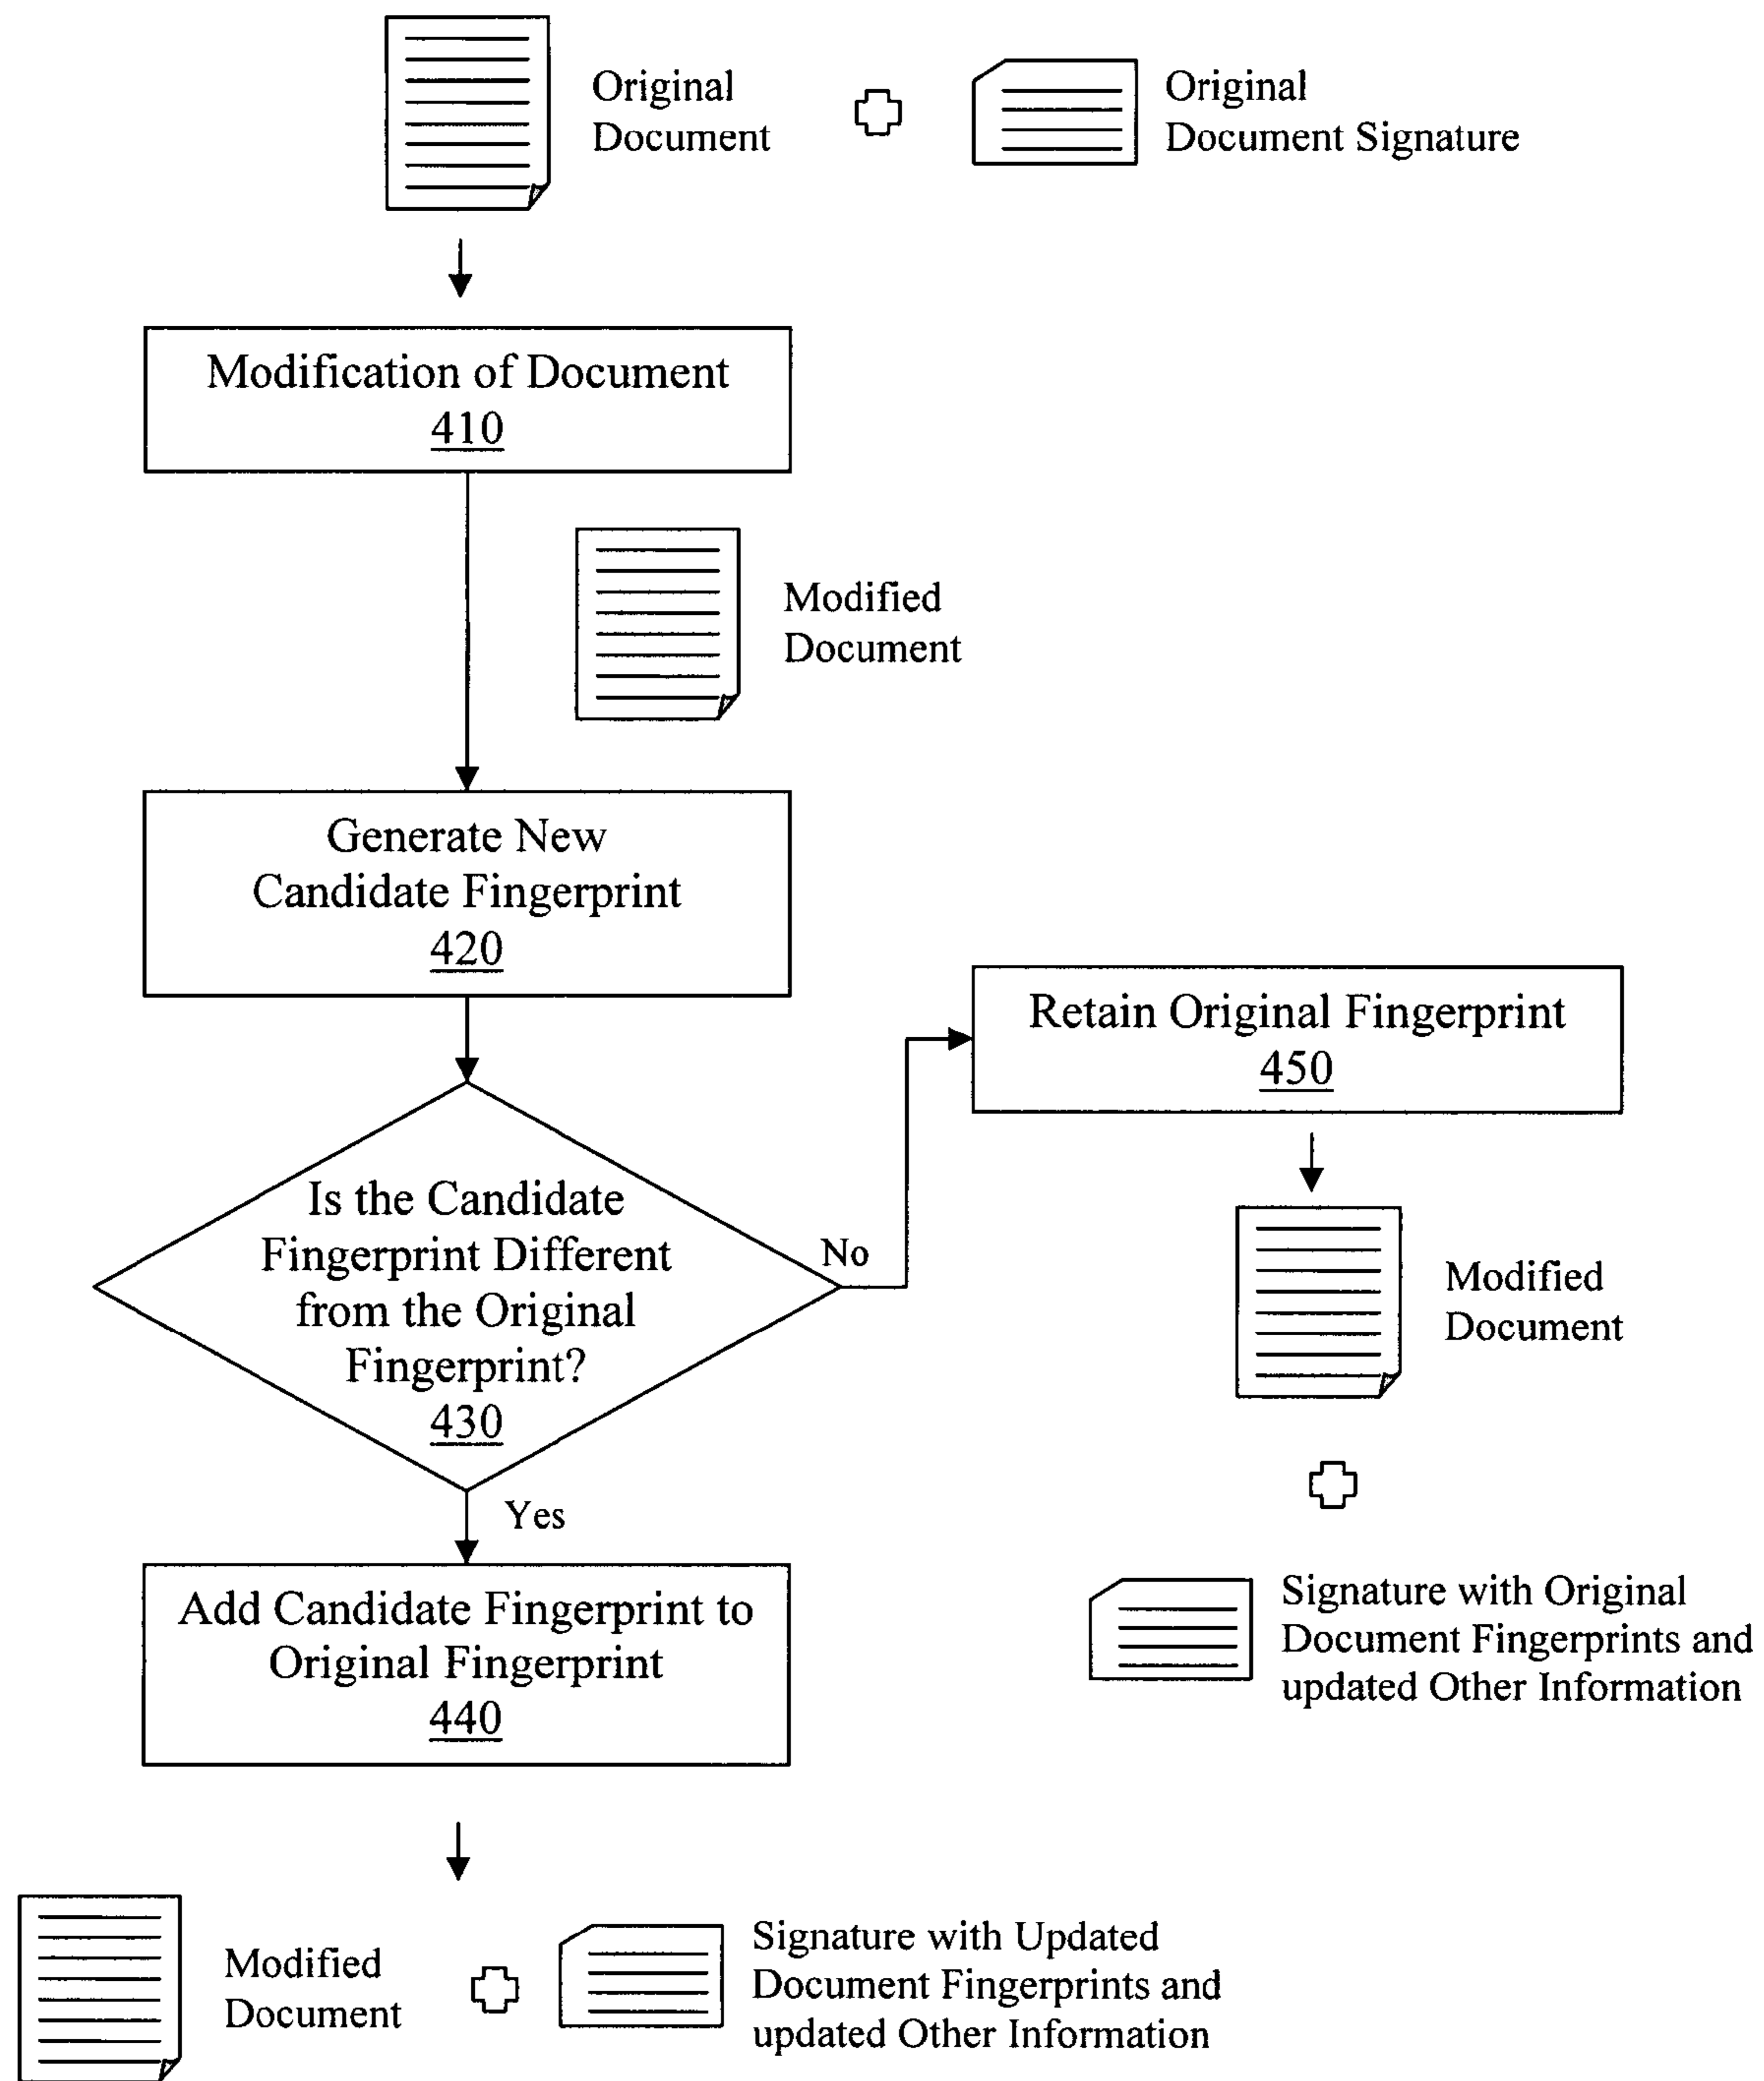 Original
Document
Original
Document Signature
Modification of Document
410
Modified
Document
Generate New
Candidate Fingerprint
420
Is the Candidate
Fingerprint Different
from the Original
Fingerprint?
430
No
Yes
Retain Original Fingerprint
450
Modified
Document
Signature with Original
Document Fingerprints and
updated Other Information
Add Candidate Fingerprint to
Original Fingerprint
440
Modified
Document
Signature with Updated
Document Fingerprints and
updated Other Information